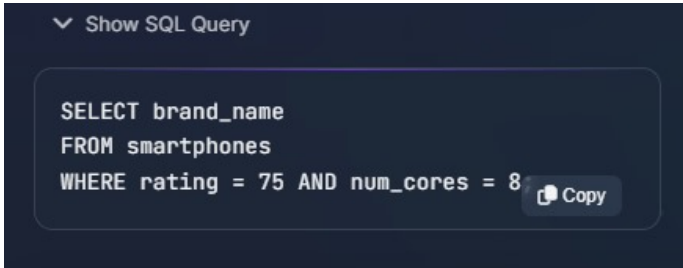 Show SQL Query
SELECT brand_name
FROM smartphones
WHERE rating = 75 AND num_cores = 8;
Copy